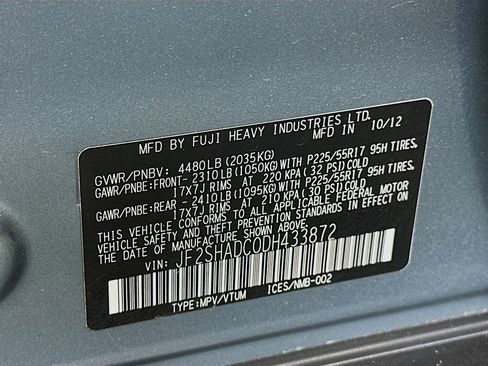 MFD BY FUJI HEAVY INDUSTRIES LTD.
MFD IN JAPAN 10/12
GVWR/PNBV: 4480LB(2035KG)
GAWR/PNBE:FRONT-2310LB(1050KG)WITH P225/55R17 95H TIRES,
17X7J RIMS AT 220 KPA(32 PSI)COLD
GAWR/PNBE:REAR -2410LB(1095KG)WITH P225/55R17 95H TIRES,
17X7J RIMS AT 210 KPA(30 PSI)COLD
THIS VEHICLE CONFORMS TO ALL APPLICABLE FEDERAL MOTOR
VEHICLE SAFETY AND THEFT PREVENTION STANDARDS IN EFFECT ON
THE DATE OF MANUFACTURE SHOWN ABOVE.
VIN: JF2SHADC0DH433872
TYPE:MPV/VTUM ICES/NMB-002